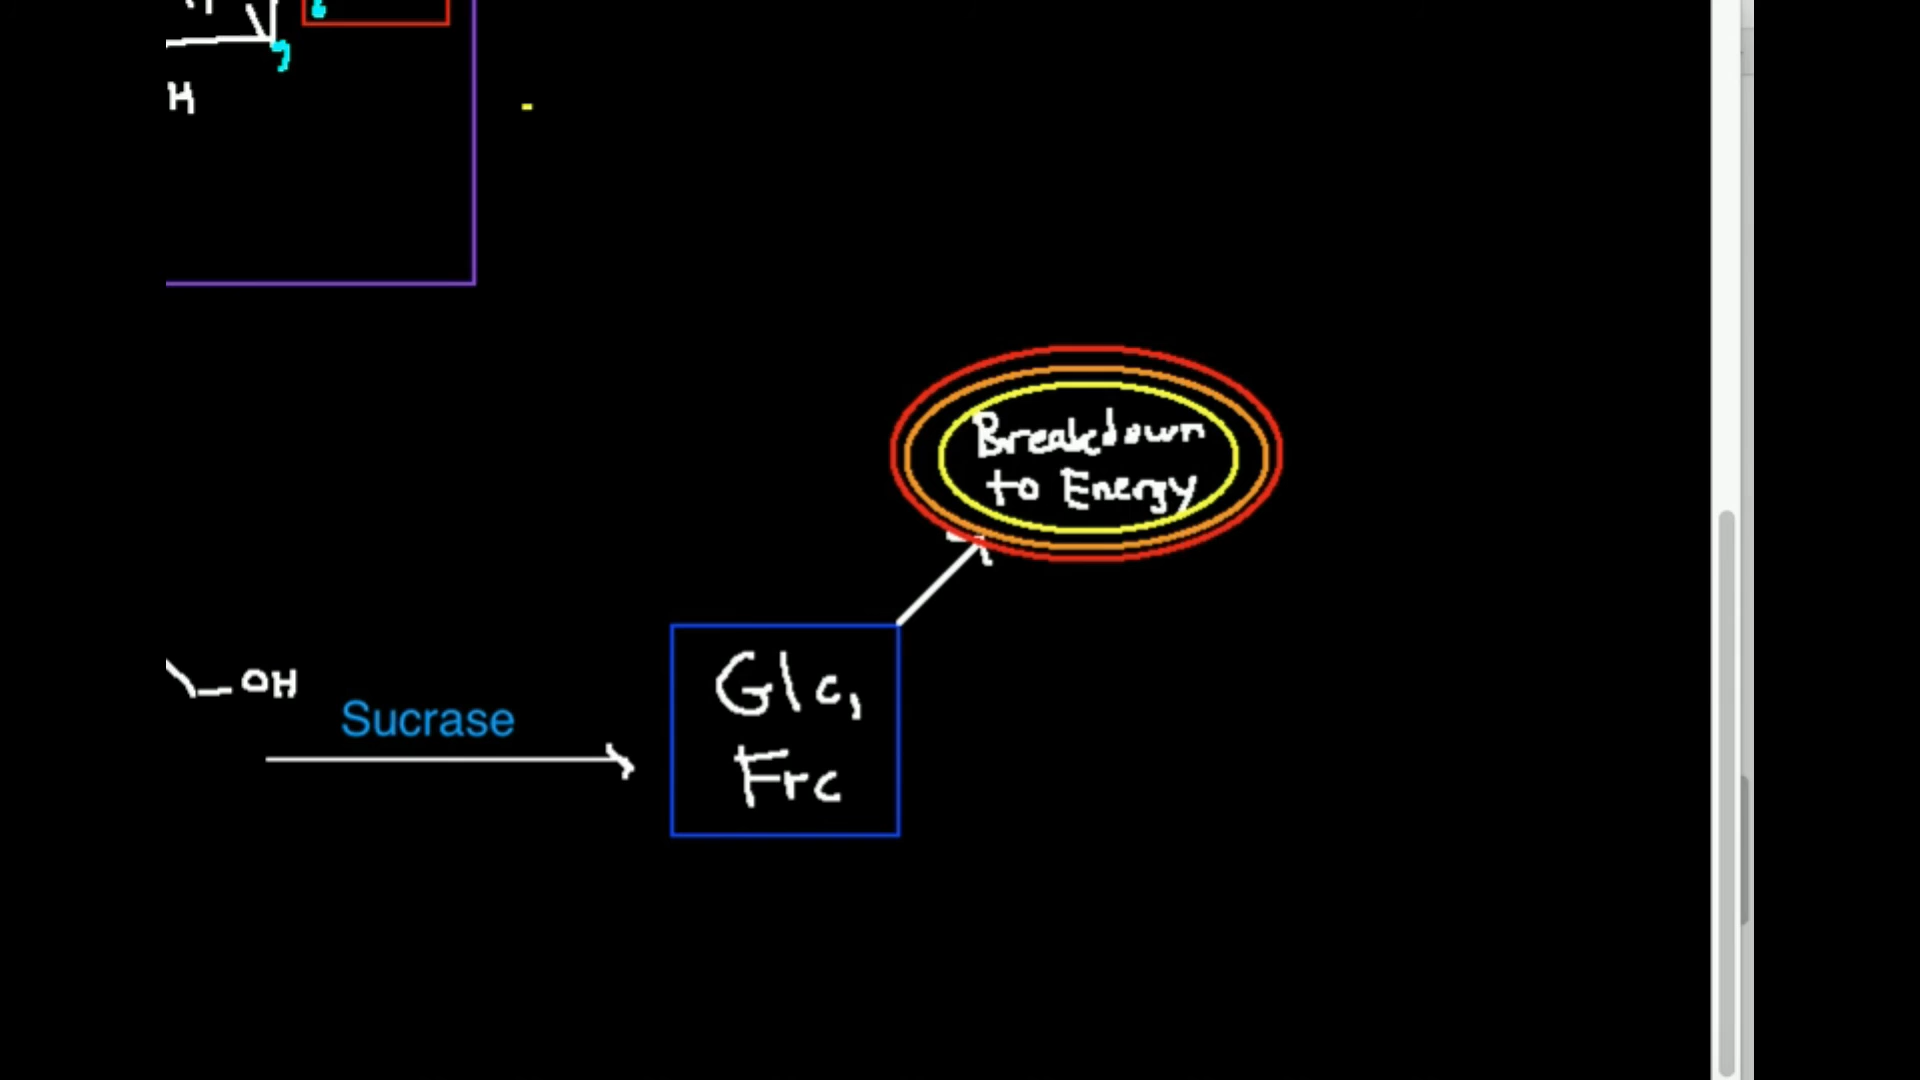 H
Breakdown
to Energy
OH
Sucrase
Glc,
Frc